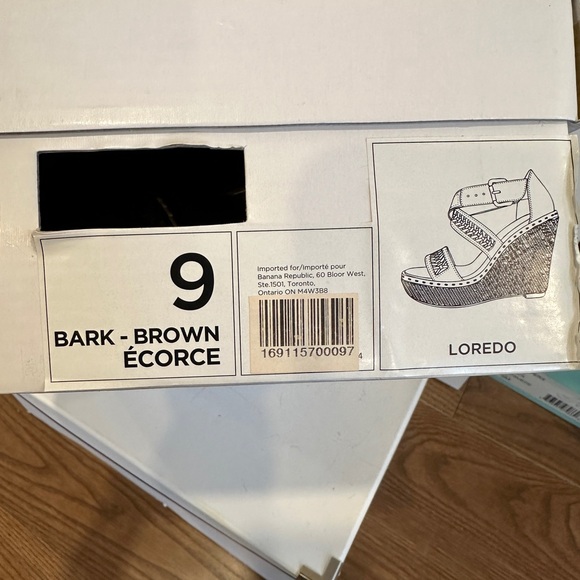 9
BARK - BROWN
ÉCORCE
Imported for/importé pour
Banana Republic, 60 Bloor West,
Ste.1501, Toronto,
Ontario ON M4W3B8
169115700097
4
LOREDO